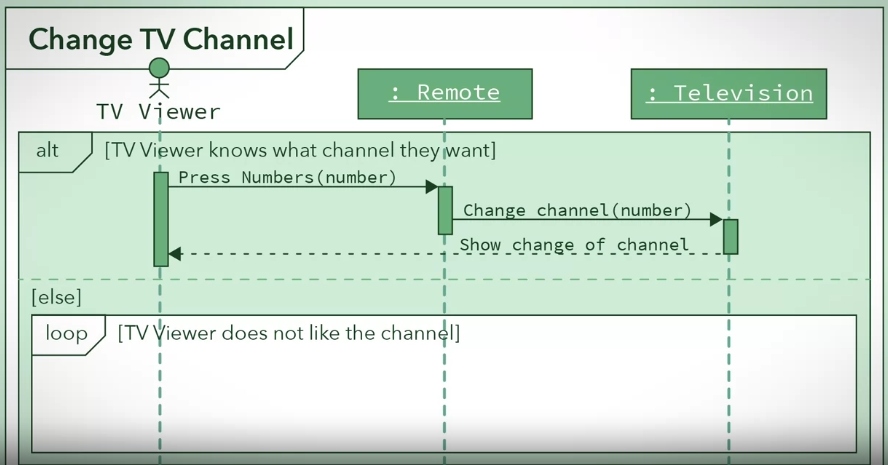 Change TV Channel
TV Viewer
: Remote
: Television
alt
[TV Viewer knows what channel they want]
Press Numbers(number)
Change channel(number)
Show change of channel
[else]
loop
[TV Viewer does not like the channel]